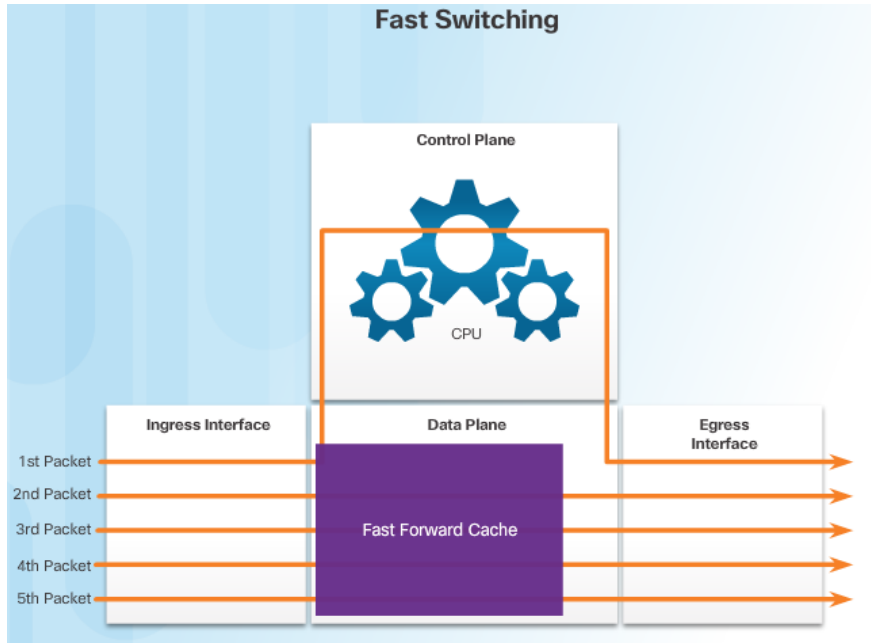 Fast Switching
Control Plane
CPU
Ingress Interface
Data Plane
Egress
Interface
1st Packet
2nd Packet
3rd Packet
4th Packet
5th Packet
Fast Forward Cache